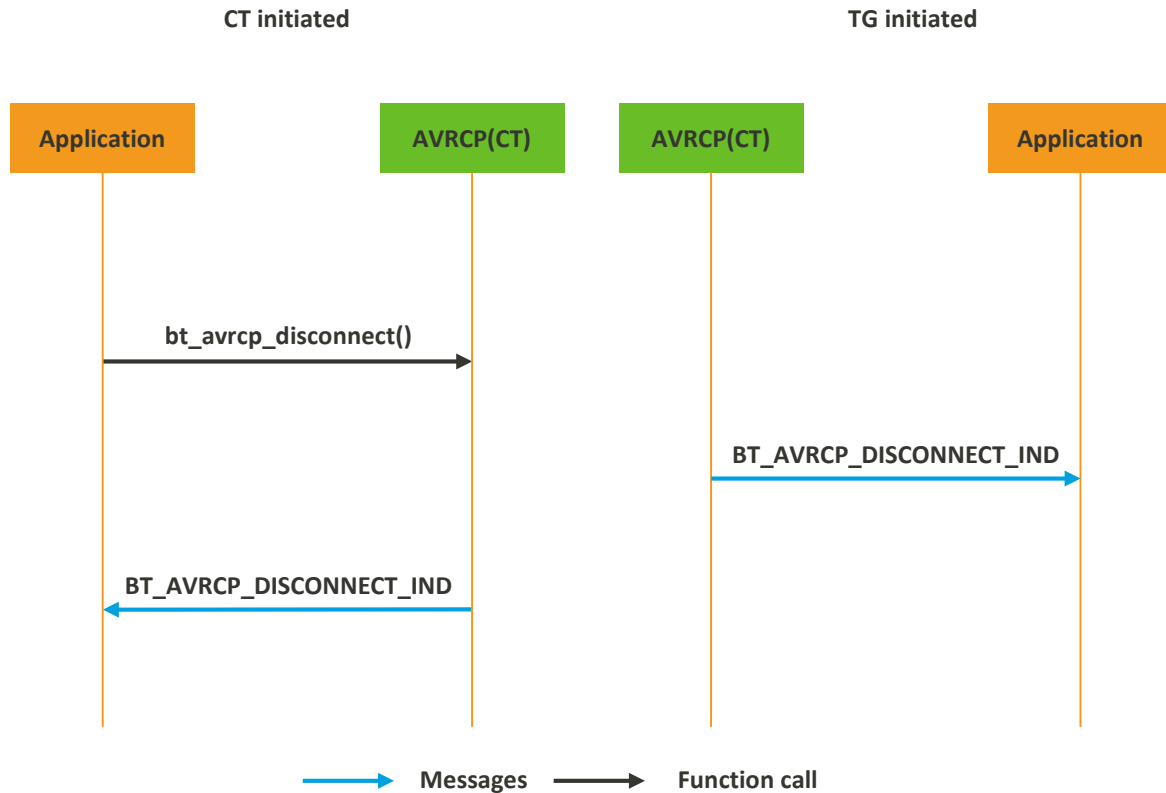 CT initiated
TG initiated
Application
AVRCP(CT)
AVRCP(CT)
Application
bt_avrcp_disconnect()
BT_AVRCP_DISCONNECT_IND
BT_AVRCP_DISCONNECT_IND
Messages
Function call